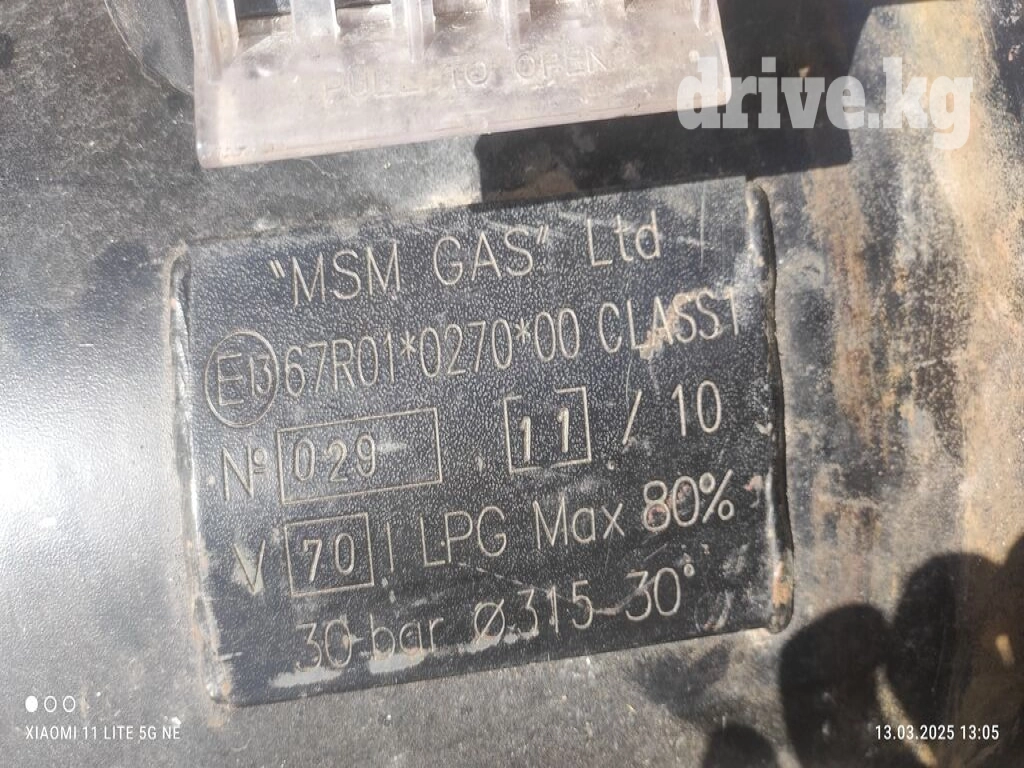 PULL TO OPEN
drive.kg
"MSM GAS" Ltd
E13 67R01*0270*00 CLASS1
№ 029 11 / 10
V 70 l LPG Max 80%
30 bar Ø315 30°
XIAOMI 11 LITE 5G NE
13.03.2025 13:05